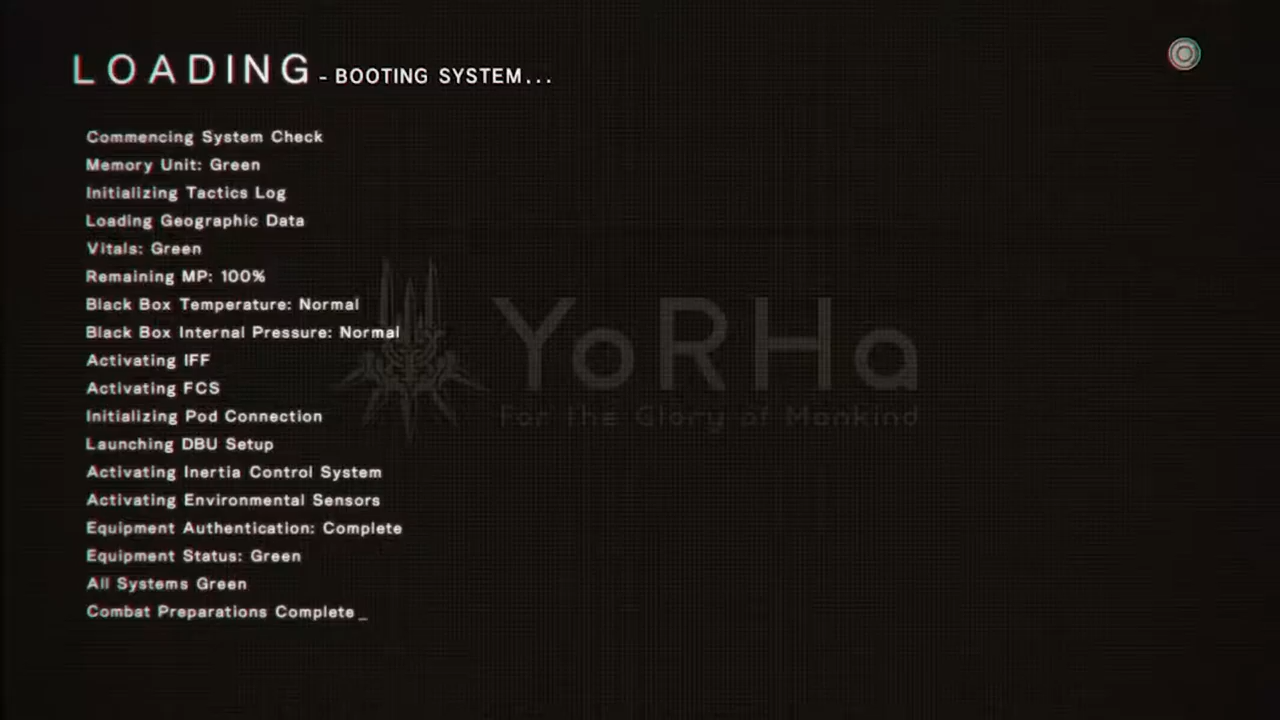 LOADING - BOOTING SYSTEM...
Commencing System Check
Memory Unit: Green
Initializing Tactics Log
Loading Geographic Data
Vitals: Green
Remaining MP: 100%
Black Box Temperature: Normal
Black Box Internal Pressure: Normal
Activating IFF
Activating FCS
Initializing Pod Connection
Launching DBU Setup
Activating Inertia Control System
Activating Environmental Sensors
Equipment Authentication: Complete
Equipment Status: Green
All Systems Green
Combat Preparations Complete_
YoRHa
For the Glory of Mankind